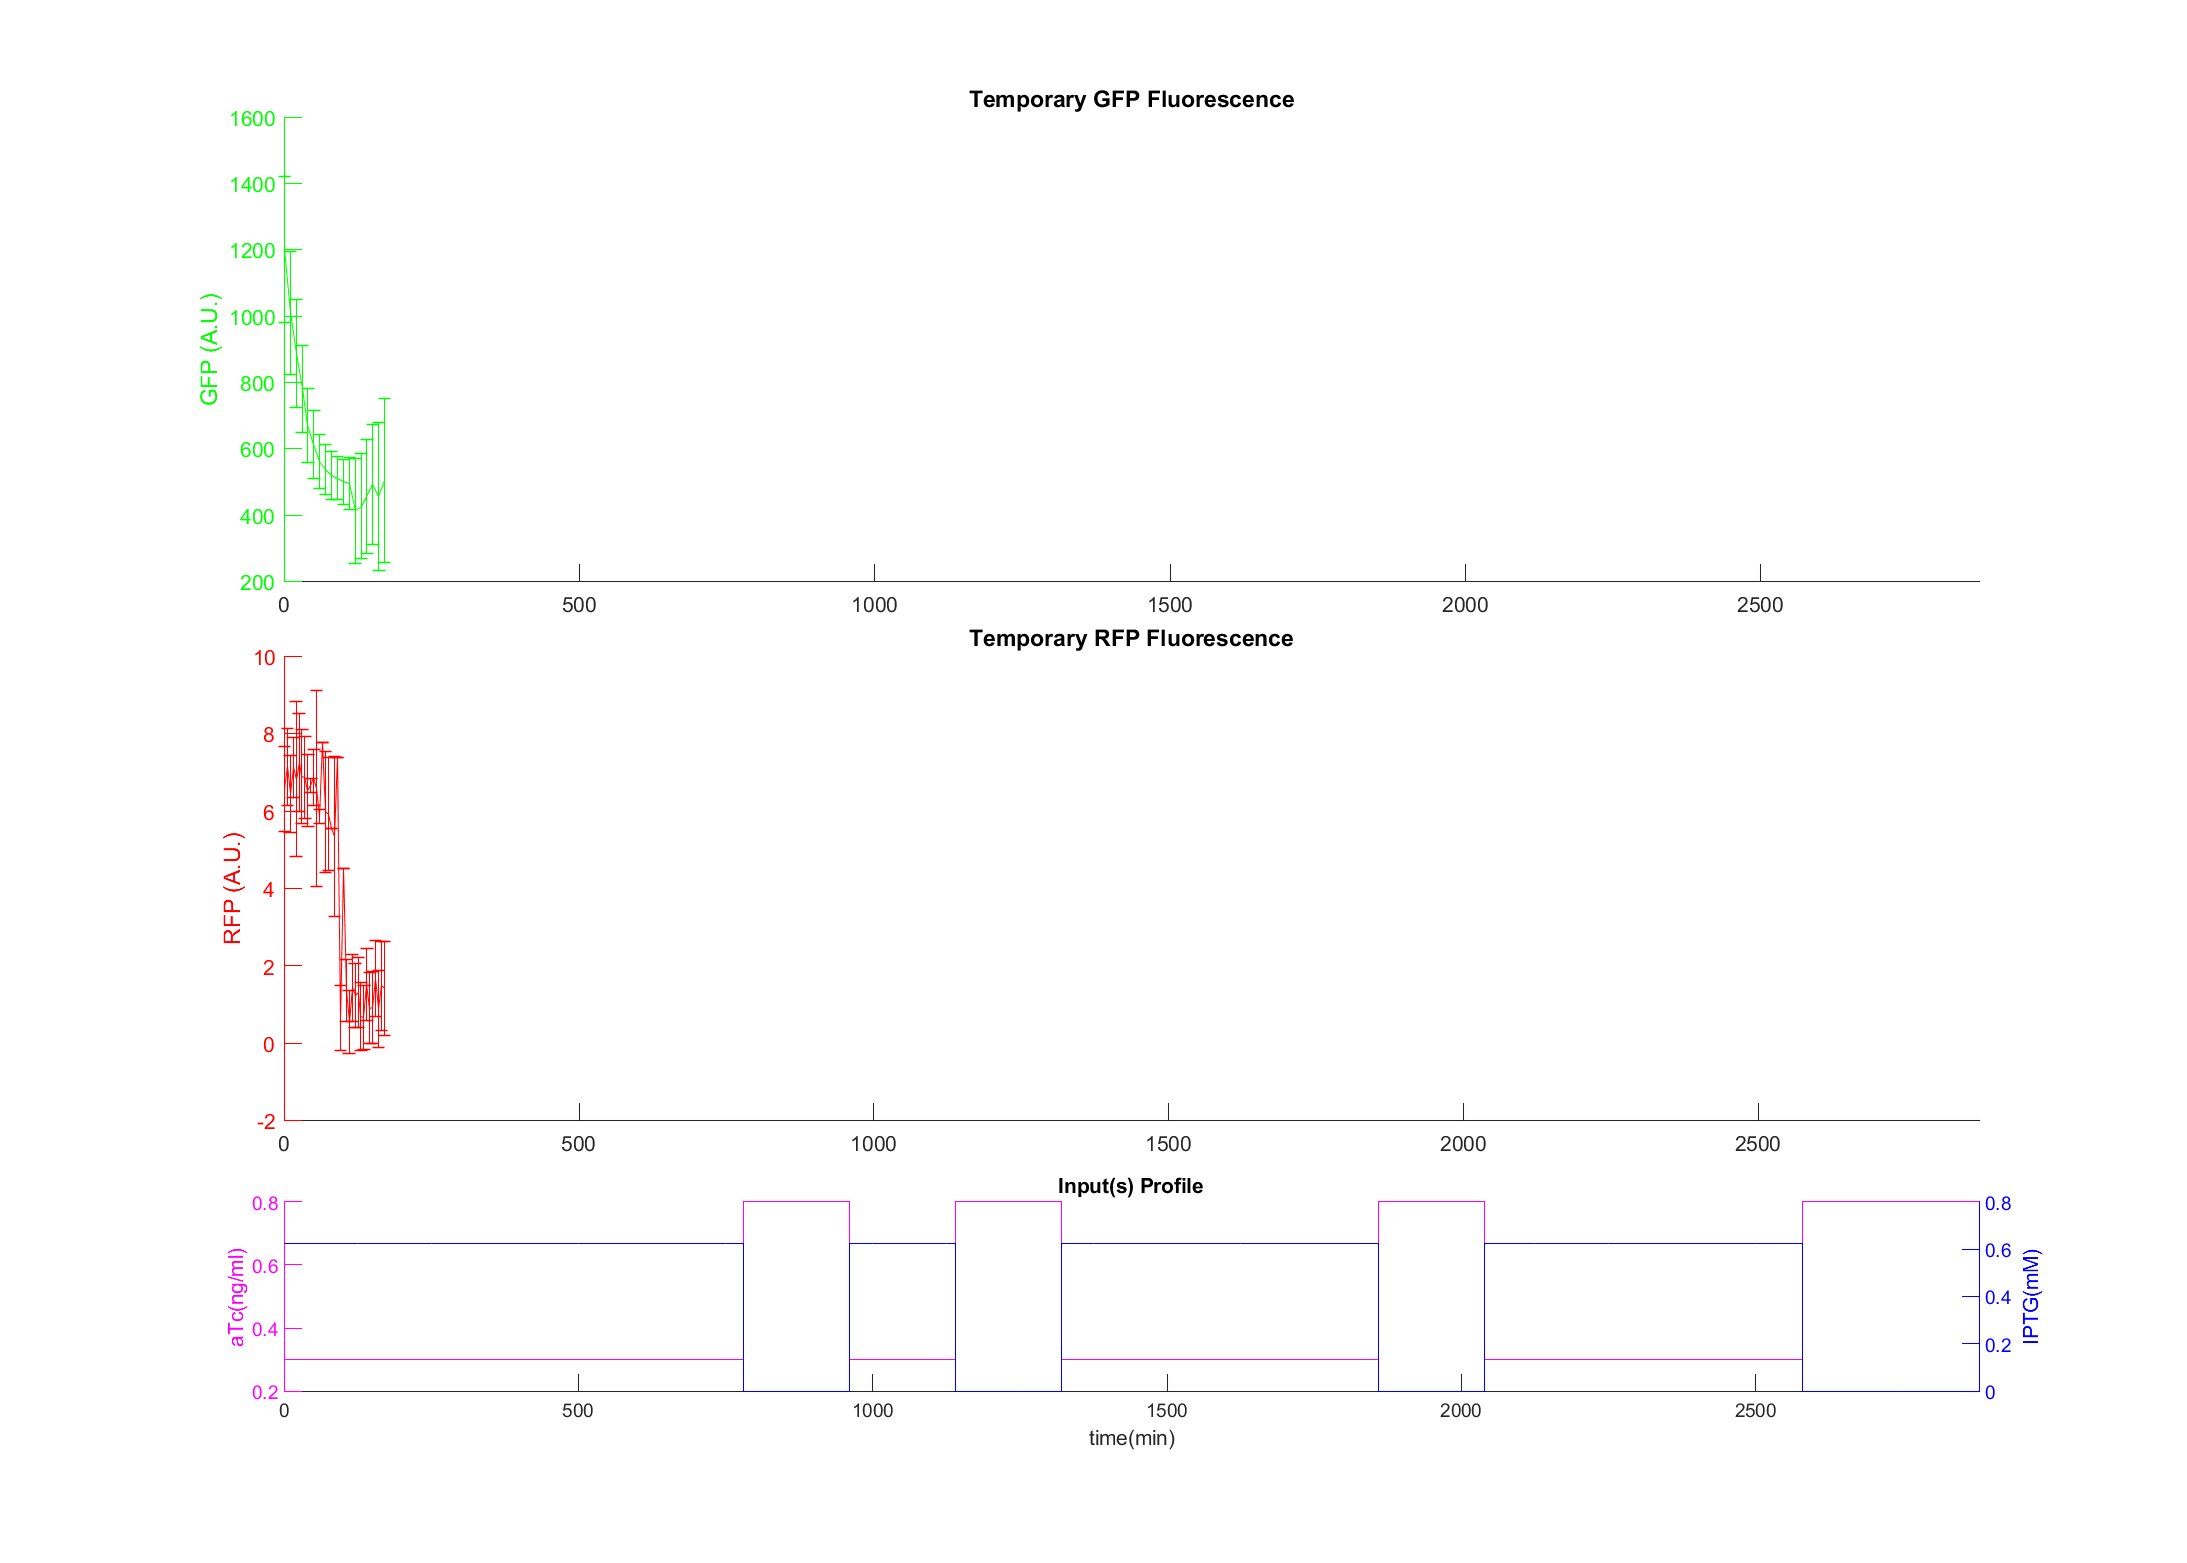 Temporary GFP Fluorescence
1600
1400
1200
1000
800
600
400
200
GFP (A.U.)
0 500 1000 1500 2000 2500
Temporary RFP Fluorescence
10
8
6
4
2
0
-2
RFP (A.U.)
0 500 1000 1500 2000 2500
Input(s) Profile
0.8
0.6
0.4
0.2
aTc(ng/ml)
0.8
0.6
0.4
0.2
0
IPTG(mM)
0 500 1000 1500 2000 2500
time(min)